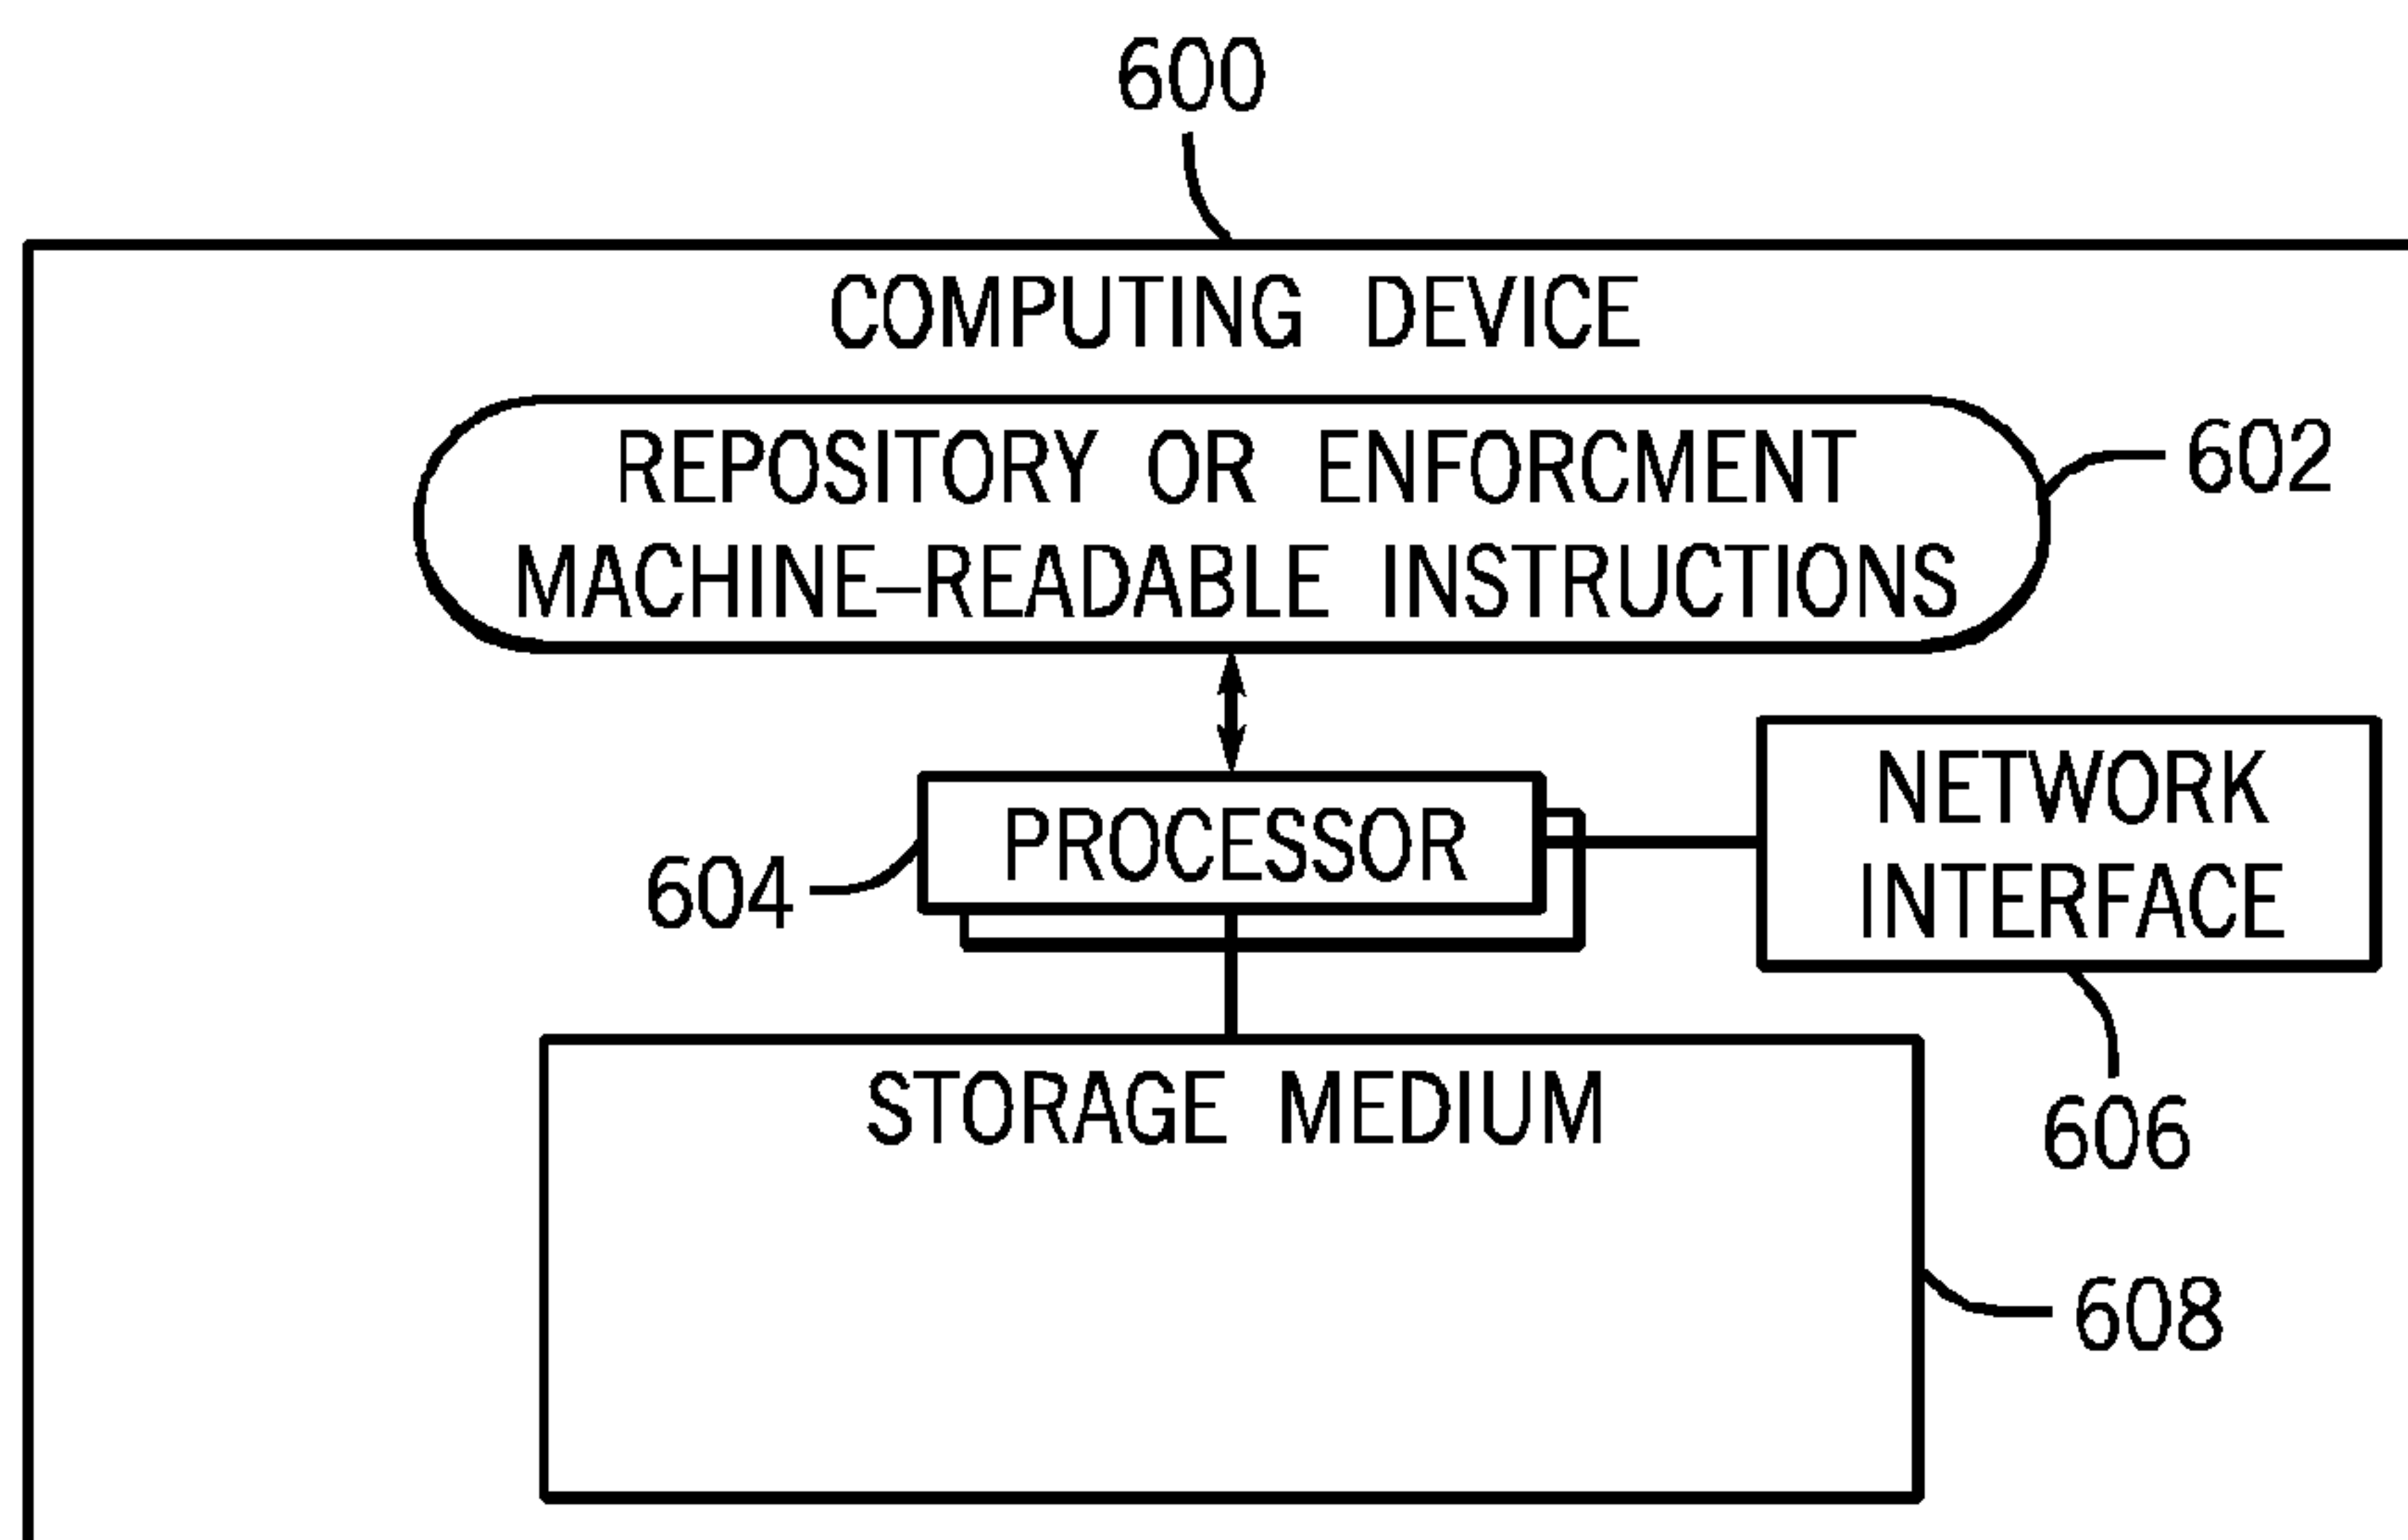 600
COMPUTING DEVICE
REPOSITORY OR ENFORCMENT
MACHINE–READABLE INSTRUCTIONS
602
PROCESSOR
604
NETWORK
INTERFACE
606
STORAGE MEDIUM
608